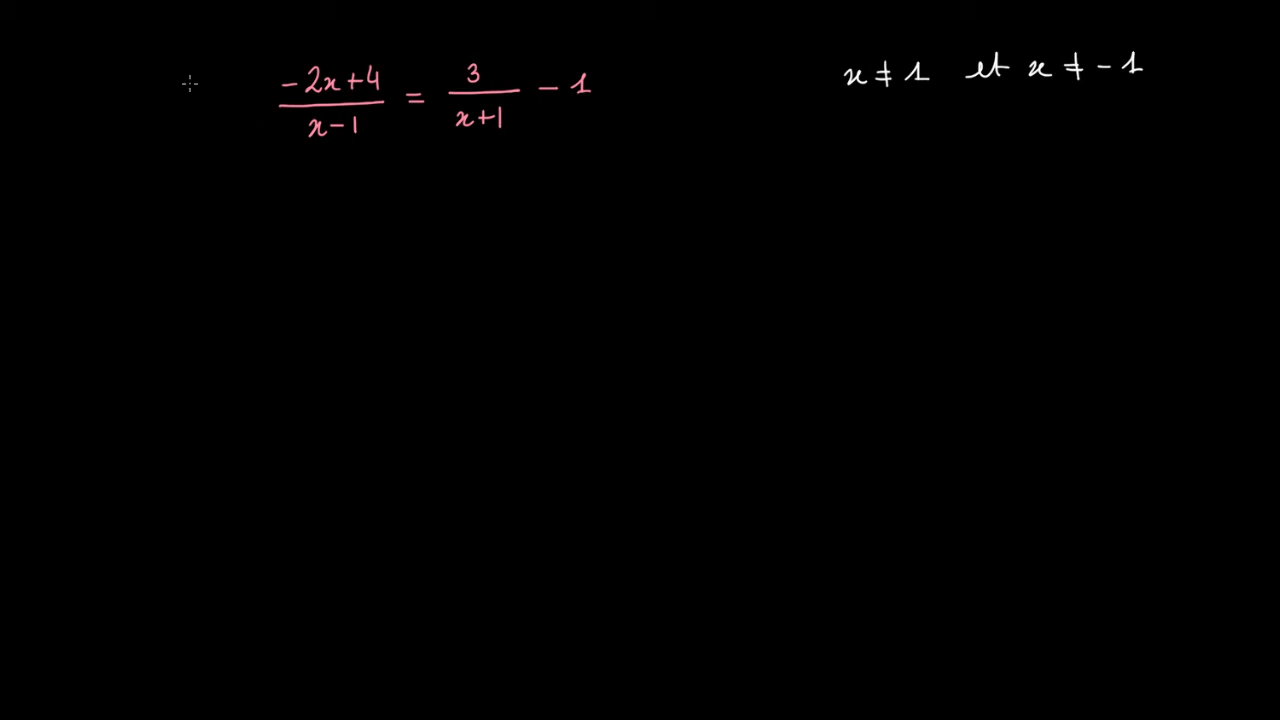 (-2x+4)/(x-1) = 3/(x+1) - 1
x ≠ 1 et x ≠ -1